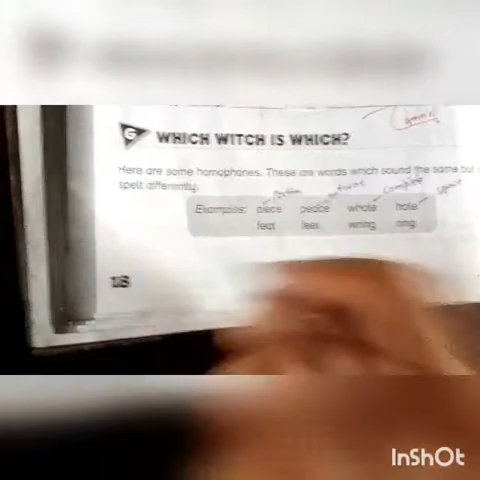 G WHICH WITCH IS WHICH?
Here are some homophones. These are words which sound the same but
spelt differently.
Examples: piece peace whole hole
feat feet wring ring
18
InShOt